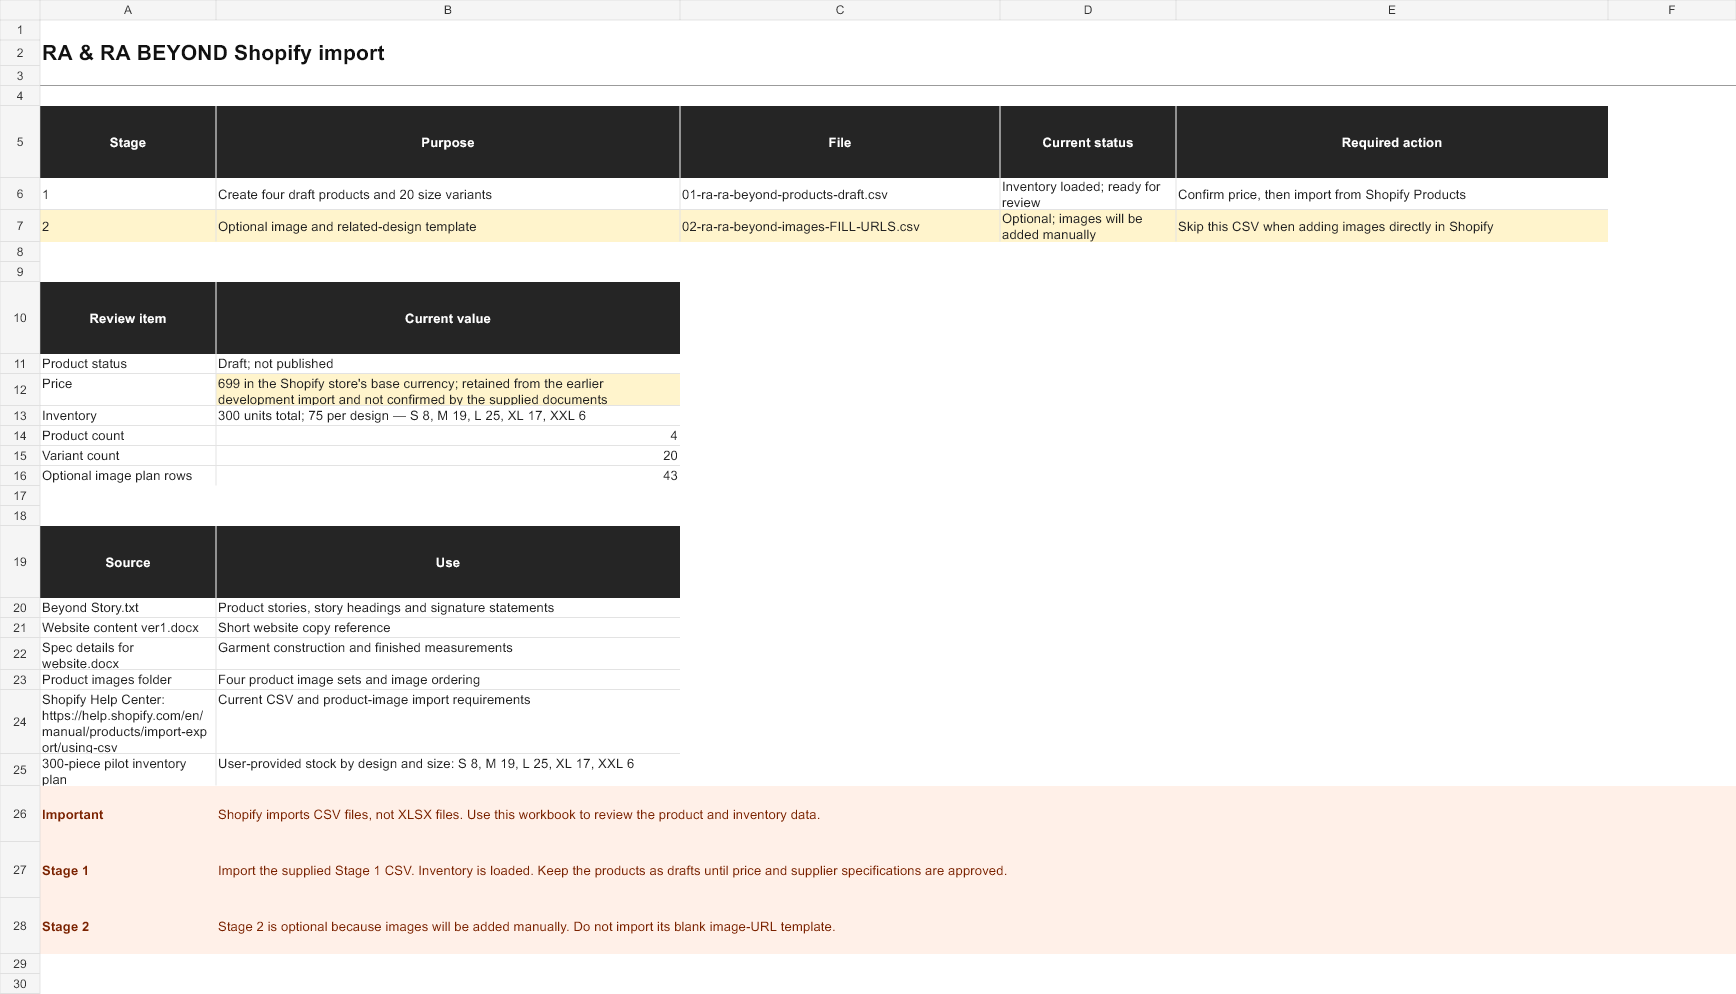 A B C D E F
1
2 RA & RA BEYOND Shopify import
3
4
5 Stage Purpose File Current status Required action
6 1 Create four draft products and 20 size variants 01-ra-ra-beyond-products-draft.csv Inventory loaded; ready for
review Confirm price, then import from Shopify Products
7 2 Optional image and related-design template 02-ra-ra-beyond-images-FILL-URLS.csv Optional; images will be
added manually Skip this CSV when adding images directly in Shopify
8
9
10 Review item Current value
11 Product status Draft; not published
12 Price 699 in the Shopify store's base currency; retained from the earlier
development import and not confirmed by the supplied documents
13 Inventory 300 units total; 75 per design — S 8, M 19, L 25, XL 17, XXL 6
14 Product count 4
15 Variant count 20
16 Optional image plan rows 43
17
18
19 Source Use
20 Beyond Story.txt Product stories, story headings and signature statements
21 Website content ver1.docx Short website copy reference
22 Spec details for
website.docx Garment construction and finished measurements
23 Product images folder Four product image sets and image ordering
24 Shopify Help Center:
https://help.shopify.com/en/
manual/products/import-exp
ort/using-csv Current CSV and product-image import requirements
25 300-piece pilot inventory
plan User-provided stock by design and size: S 8, M 19, L 25, XL 17, XXL 6
26 Important Shopify imports CSV files, not XLSX files. Use this workbook to review the product and inventory data.
27 Stage 1 Import the supplied Stage 1 CSV. Inventory is loaded. Keep the products as drafts until price and supplier specifications are approved.
28 Stage 2 Stage 2 is optional because images will be added manually. Do not import its blank image-URL template.
29
30